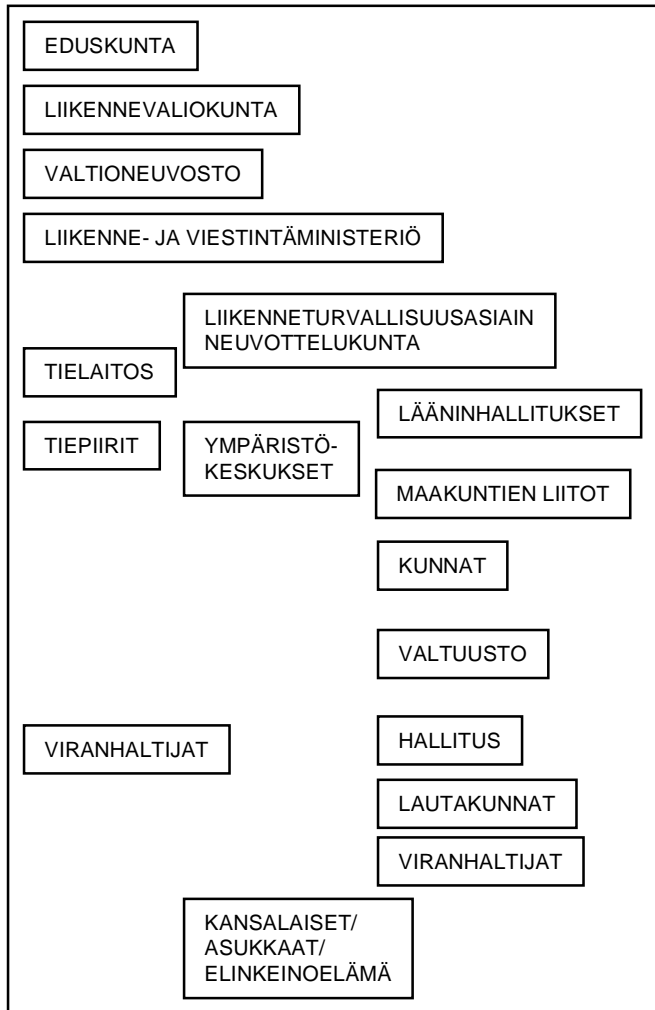 EDUSKUNTA
LIIKENNEVALIOKUNTA
VALTIONEUVOSTO
LIIKENNE- JA VIESTINTÄMINISTERIÖ
LIIKENNETURVALLISUUSASIAIN
NEUVOTTELUKUNTA
TIELAITOS
LÄÄNINHALLITUKSET
TIEPIIRIT
YMPÄRISTÖ-
KESKUKSET
MAAKUNTIEN LIITOT
KUNNAT
VALTUUSTO
VIRANHALTIJAT
HALLITUS
LAUTAKUNNAT
VIRANHALTIJAT
KANSALAISET/
ASUKKAAT/
ELINKEINOELÄMÄ